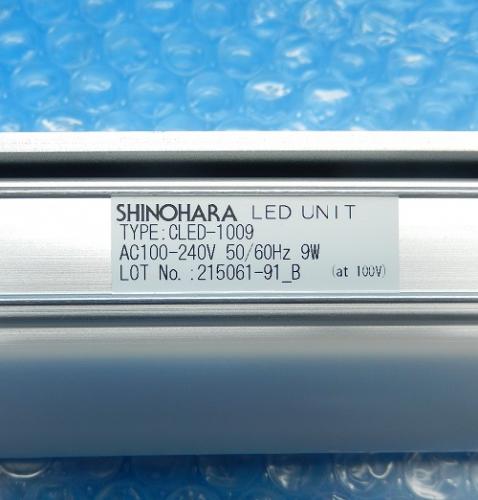 SHINOHARA LED UNIT
TYPE:CLED-1009
AC100-240V 50/60Hz 9W
LOT No.:215061-91_B (at 100V)